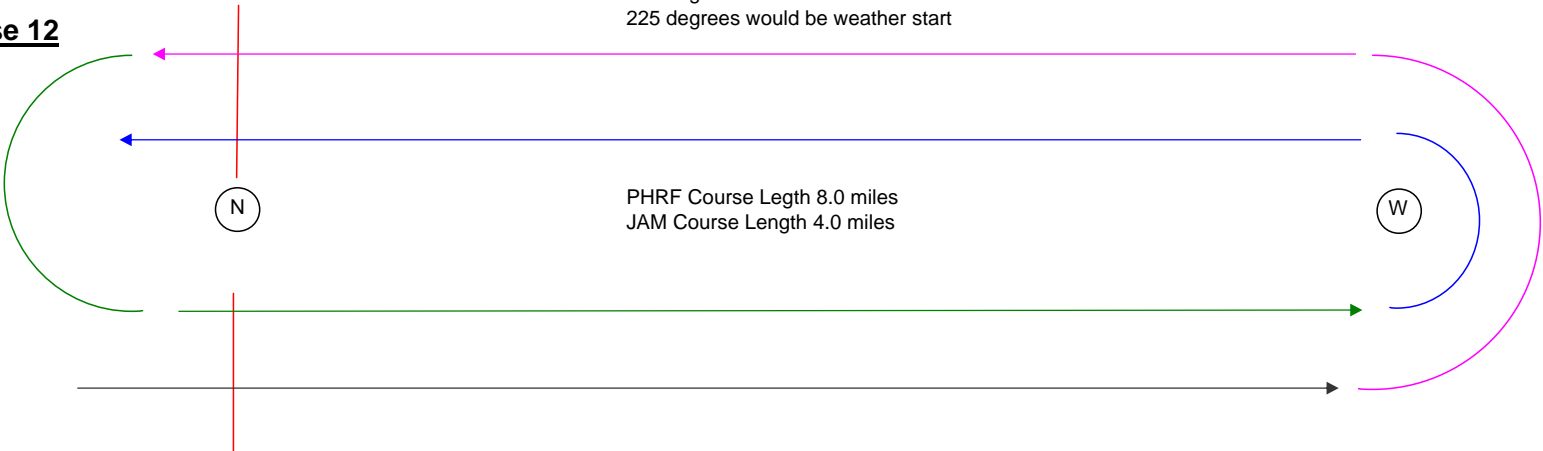 225 degrees would be weather start
12
N
PHRF Course Legth 8.0 miles
JAM Course Length 4.0 miles
W